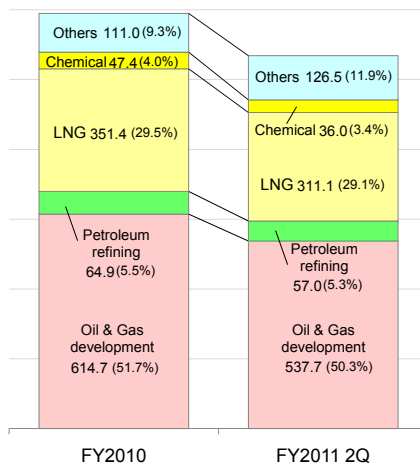 Others 111.0 (9.3%)
Chemical 47.4 (4.0%)
LNG 351.4 (29.5%)
Petroleum
refining
64.9 (5.5%)
Oil & Gas
development
614.7 (51.7%)
FY2010
Others
126.5 (11.9%)
Chemical 36.0 (3.4%)
LNG 311.1 (29.1%)
Petroleum
refining
57.0 (5.3%)
Oil & Gas
development
537.7 (50.3%)
FY2011 2Q